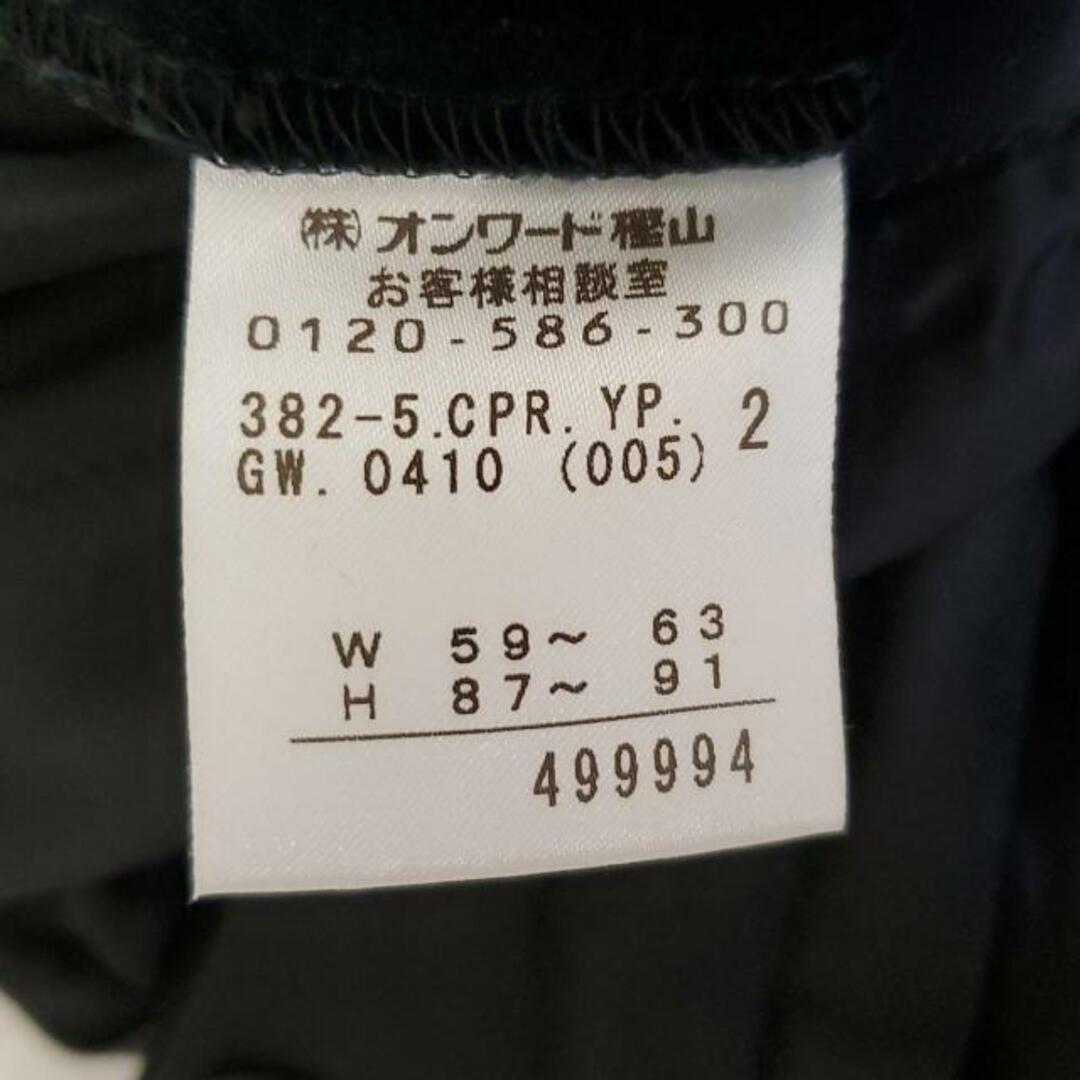 ㈱オンワード樫山
お客様相談室
0120-586-300
382-5.CPR.YP. 2
GW. 0410 (005)
W 59～ 63
H 87～ 91
499994